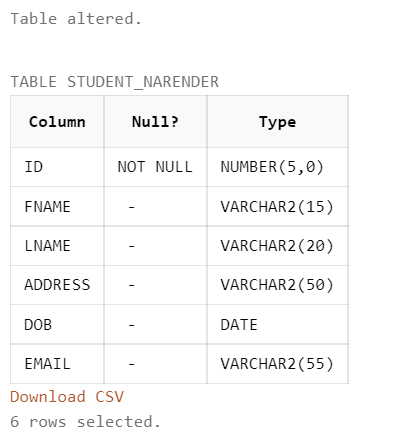 Table altered.
TABLE STUDENT_NARENDER
Column Null? Type
ID NOT NULL NUMBER(5,0)
FNAME - VARCHAR2(15)
LNAME - VARCHAR2(20)
ADDRESS - VARCHAR2(50)
DOB - DATE
EMAIL - VARCHAR2(55)
Download CSV
6 rows selected.